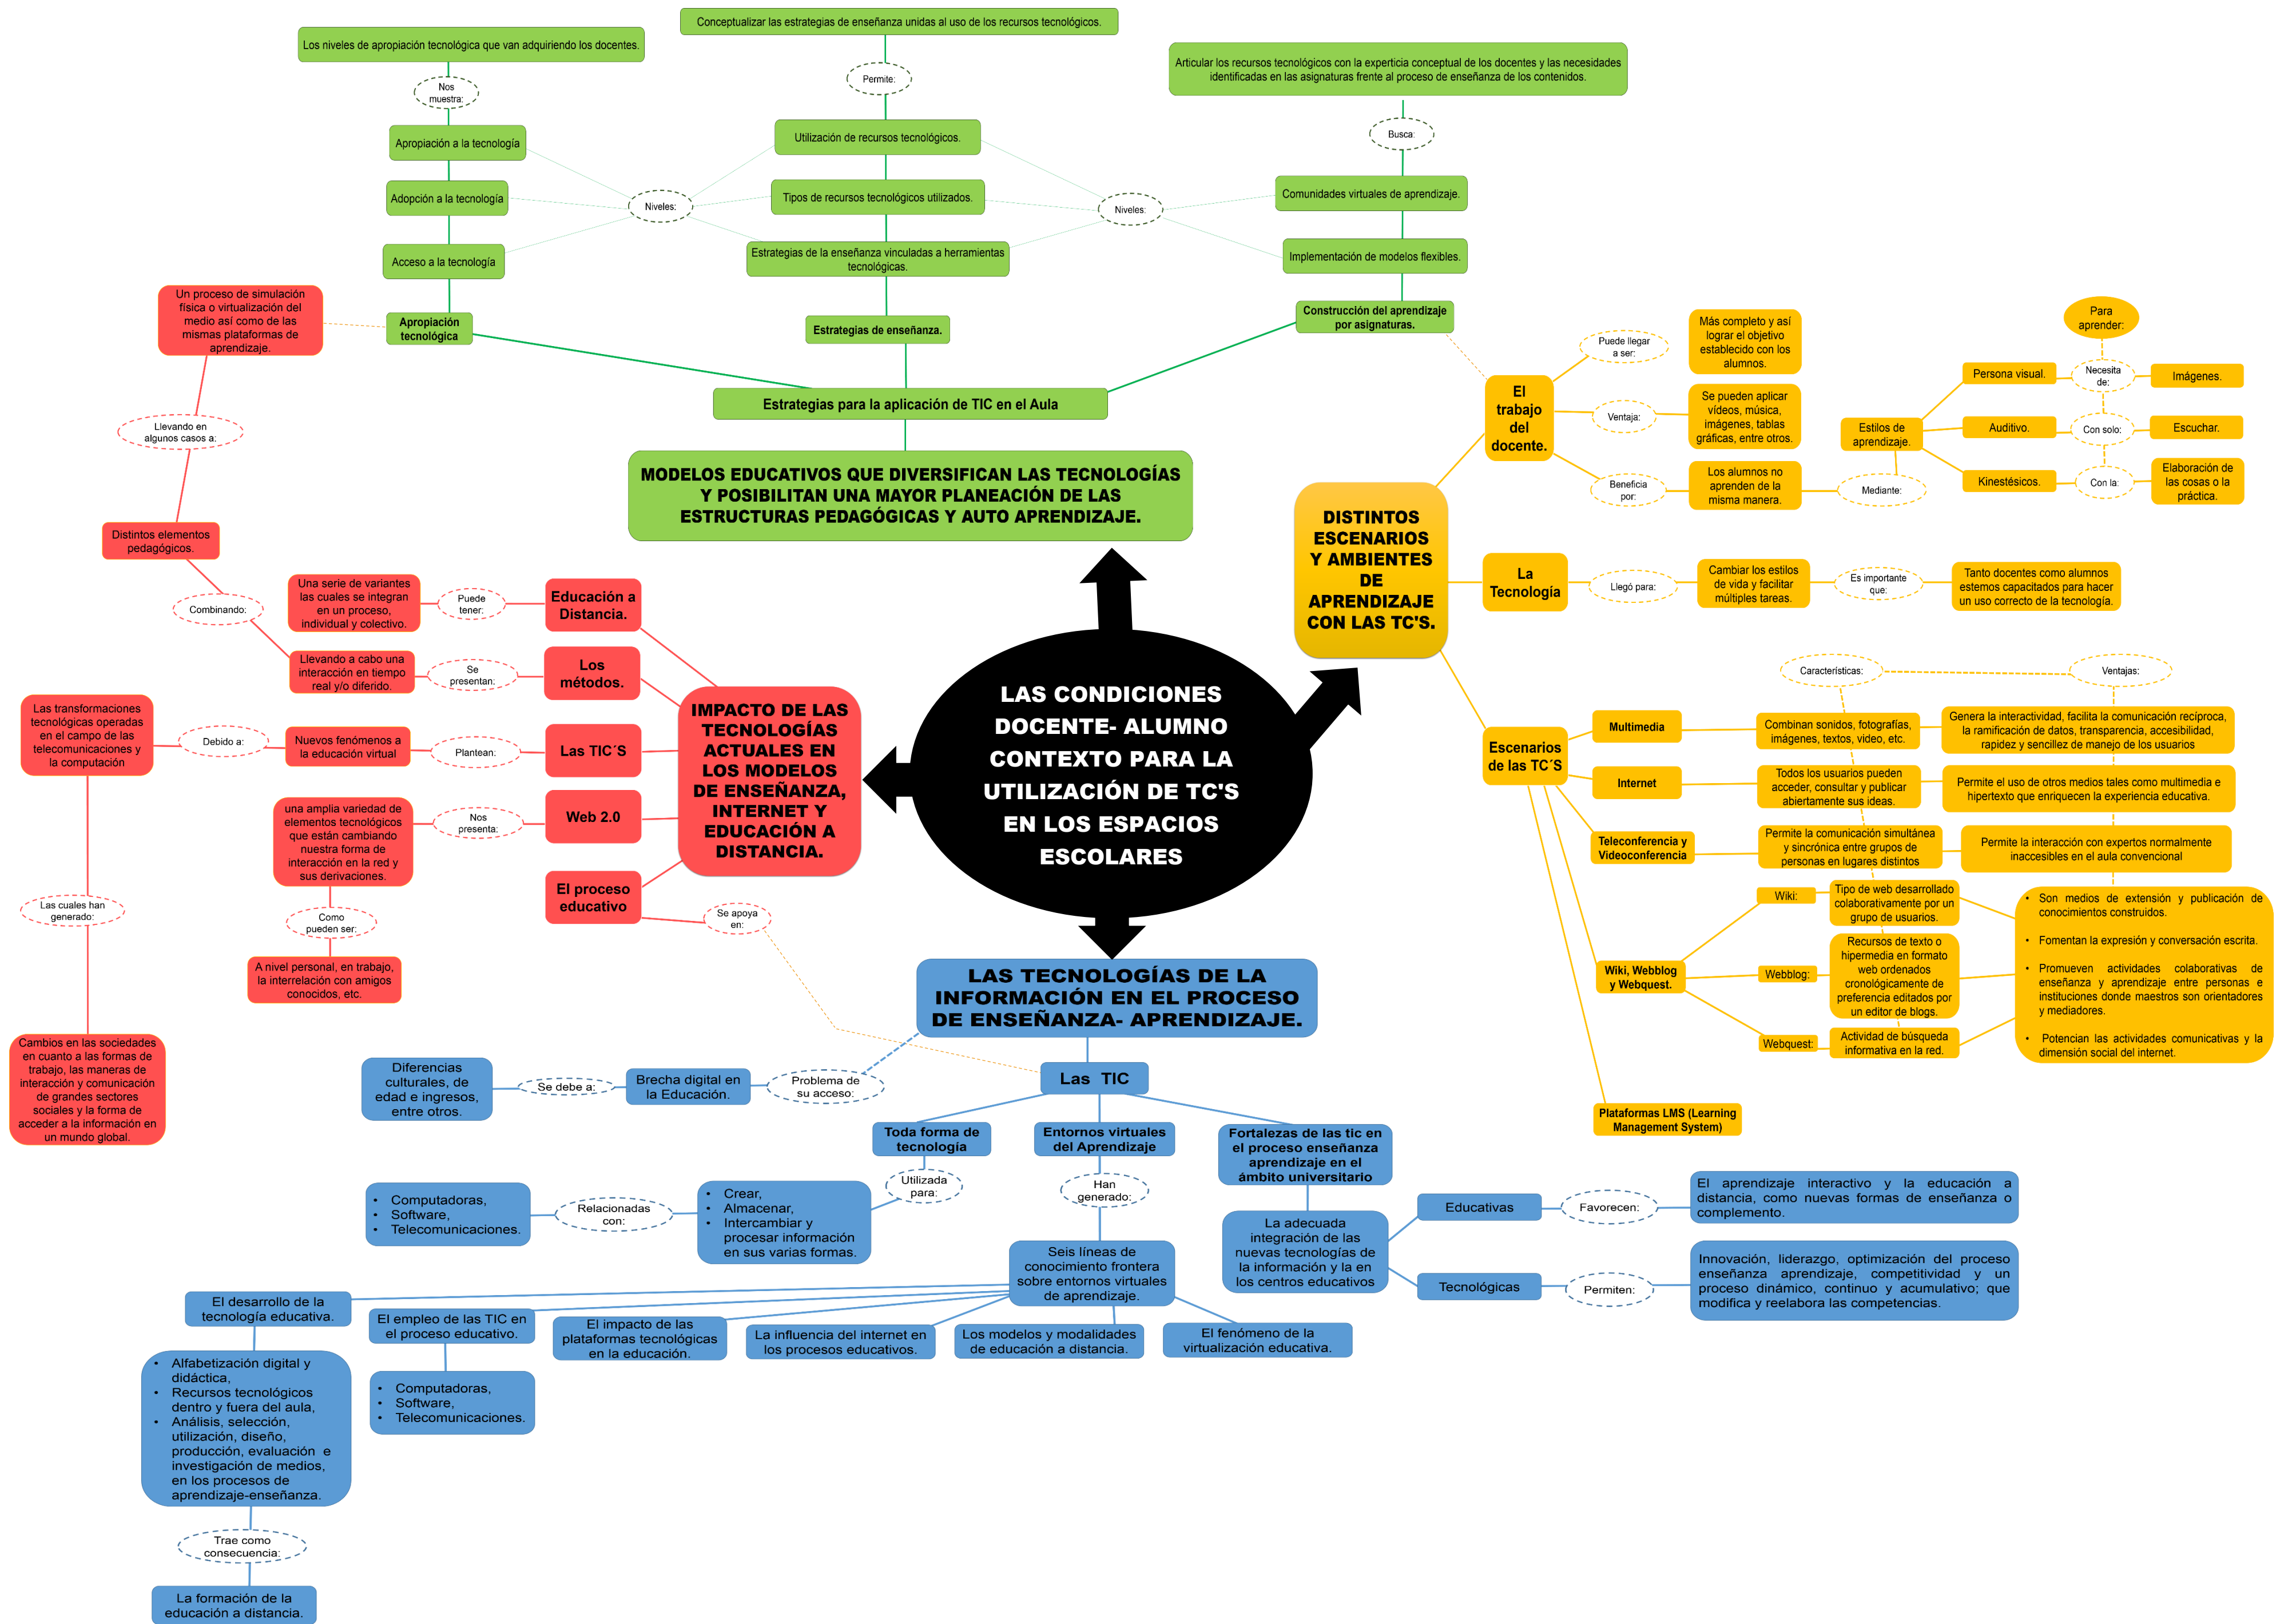 Conceptualizar las estrategias de enseñanza unidas al uso de los recursos tecnológicos.
Los niveles de apropiación tecnológica que van adquiriendo los docentes.
Articular los recursos tecnológicos con la experticia conceptual de los docentes y las necesidades
identificadas en las asignaturas frente al proceso de enseñanza de los contenidos.
Nos
muestra:
Permite:
Busca:
Apropiación a la tecnología
Adopción a la tecnología
Acceso a la tecnología
Niveles:
Utilización de recursos tecnológicos.
Tipos de recursos tecnológicos utilizados.
Estrategias de la enseñanza vinculadas a herramientas
tecnológicas.
Niveles:
Comunidades virtuales de aprendizaje.
Implementación de modelos flexibles.
Apropiación
tecnológica
Estrategias de enseñanza.
Construcción del aprendizaje
por asignaturas.
Estrategias para la aplicación de TIC en el Aula
MODELOS EDUCATIVOS QUE DIVERSIFICAN LAS TECNOLOGÍAS
Y POSIBILITAN UNA MAYOR PLANEACIÓN DE LAS
ESTRUCTURAS PEDAGÓGICAS Y AUTO APRENDIZAJE.
Un proceso de simulación
física o virtualización del
medio así como de las
mismas plataformas de
aprendizaje.
Llevando en
algunos casos a:
Distintos elementos
pedagógicos.
Combinando:
Una serie de variantes
las cuales se integran
en un proceso,
individual y colectivo.
Puede
tener:
Educación a
Distancia.
Llevando a cabo una
interacción en tiempo
real y/o diferido.
Se
presentan:
Los
métodos.
Las transformaciones
tecnológicas operadas
en el campo de las
telecomunicaciones y
la computación
Debido a:
Nuevos fenómenos a
la educación virtual
Plantean:
Las TIC´S
una amplia variedad de
elementos tecnológicos
que están cambiando
nuestra forma de
interacción en la red y
sus derivaciones.
Nos
presenta:
Web 2.0
Las cuales han
generado:
Como
pueden ser:
A nivel personal, en trabajo,
la interrelación con amigos
conocidos, etc.
El proceso
educativo
Se apoya
en:
Cambios en las sociedades
en cuanto a las formas de
trabajo, las maneras de
interacción y comunicación
de grandes sectores
sociales y la forma de
acceder a la información en
un mundo global.
IMPACTO DE LAS
TECNOLOGÍAS
ACTUALES EN
LOS MODELOS
DE ENSEÑANZA,
INTERNET Y
EDUCACIÓN A
DISTANCIA.
LAS CONDICIONES
DOCENTE- ALUMNO
CONTEXTO PARA LA
UTILIZACIÓN DE TC'S
EN LOS ESPACIOS
ESCOLARES
DISTINTOS
ESCENARIOS
Y AMBIENTES
DE
APRENDIZAJE
CON LAS TC'S.
El
trabajo
del
docente.
Puede llegar
a ser:
Más completo y así
lograr el objetivo
establecido con los
alumnos.
Ventaja:
Se pueden aplicar
vídeos, música,
imágenes, tablas
gráficas, entre otros.
Beneficia
por:
Los alumnos no
aprenden de la
misma manera.
Mediante:
Estilos de
aprendizaje.
Para
aprender:
Persona visual.
Necesita
de:
Imágenes.
Auditivo.
Con solo:
Escuchar.
Kinestésicos.
Con la:
Elaboración de
las cosas o la
práctica.
La
Tecnología
Llegó para:
Cambiar los estilos
de vida y facilitar
múltiples tareas.
Es importante
que:
Tanto docentes como alumnos
estemos capacitados para hacer
un uso correcto de la tecnología.
Escenarios
de las TC´S
Características:
Ventajas:
Multimedia
Combinan sonidos, fotografías,
imágenes, textos, video, etc.
Genera la interactividad, facilita la comunicación recíproca,
la ramificación de datos, transparencia, accesibilidad,
rapidez y sencillez de manejo de los usuarios
Internet
Todos los usuarios pueden
acceder, consultar y publicar
abiertamente sus ideas.
Permite el uso de otros medios tales como multimedia e
hipertexto que enriquecen la experiencia educativa.
Teleconferencia y
Videoconferencia
Permite la comunicación simultánea
y sincrónica entre grupos de
personas en lugares distintos
Permite la interacción con expertos normalmente
inaccesibles en el aula convencional
Wiki, Webblog
y Webquest.
Wiki:
Tipo de web desarrollado
colaborativamente por un
grupo de usuarios.
Webblog:
Recursos de texto o
hipermedia en formato
web ordenados
cronológicamente de
preferencia editados por
un editor de blogs.
Webquest:
Actividad de búsqueda
informativa en la red.
• Son medios de extensión y publicación de
conocimientos construidos.
• Fomentan la expresión y conversación escrita.
• Promueven actividades colaborativas de
enseñanza y aprendizaje entre personas e
instituciones donde maestros son orientadores
y mediadores.
• Potencian las actividades comunicativas y la
dimensión social del internet.
Plataformas LMS (Learning
Management System)
LAS TECNOLOGÍAS DE LA
INFORMACIÓN EN EL PROCESO
DE ENSEÑANZA- APRENDIZAJE.
Diferencias
culturales, de
edad e ingresos,
entre otros.
Se debe a:
Brecha digital en
la Educación.
Problema de
su acceso:
Las TIC
Toda forma de
tecnología
Utilizada
para:
• Crear,
• Almacenar,
• Intercambiar y
procesar información
en sus varias formas.
Relacionadas
con:
• Computadoras,
• Software,
• Telecomunicaciones.
Entornos virtuales
del Aprendizaje
Han
generado:
Seis líneas de
conocimiento frontera
sobre entornos virtuales
de aprendizaje.
Fortalezas de las tic en
el proceso enseñanza
aprendizaje en el
ámbito universitario
La adecuada
integración de las
nuevas tecnologías de
la información y la en
los centros educativos
Educativas
Favorecen:
El aprendizaje interactivo y la educación a
distancia, como nuevas formas de enseñanza o
complemento.
Tecnológicas
Permiten:
Innovación, liderazgo, optimización del proceso
enseñanza aprendizaje, competitividad y un
proceso dinámico, continuo y acumulativo; que
modifica y reelabora las competencias.
El desarrollo de la
tecnología educativa.
El empleo de las TIC en
el proceso educativo.
El impacto de las
plataformas tecnológicas
en la educación.
La influencia del internet en
los procesos educativos.
Los modelos y modalidades
de educación a distancia.
El fenómeno de la
virtualización educativa.
• Alfabetización digital y
didáctica,
• Recursos tecnológicos
dentro y fuera del aula,
• Análisis, selección,
utilización, diseño,
producción, evaluación e
investigación de medios,
en los procesos de
aprendizaje-enseñanza.
• Computadoras,
• Software,
• Telecomunicaciones.
Trae como
consecuencia:
La formación de la
educación a distancia.